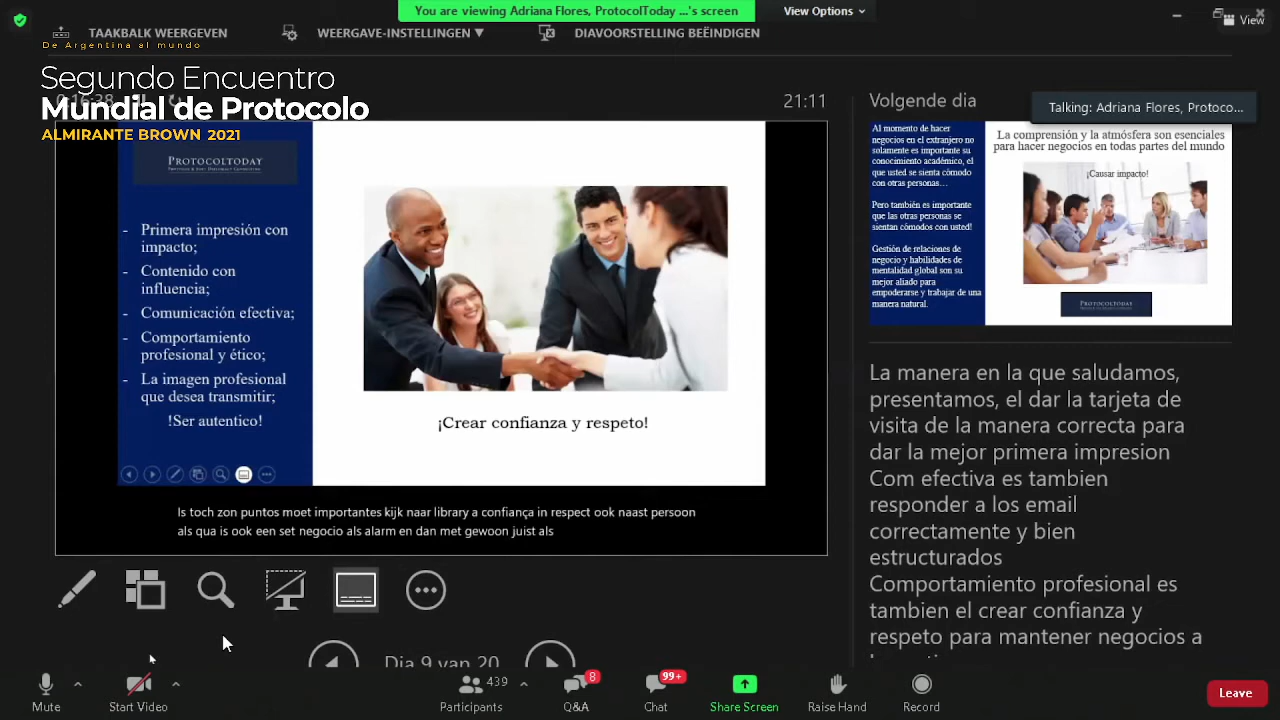 You are viewing Adriana Flores, ProtocolToday ...'s screen
View Options
View
TAAKBALK WEERGEVEN
WEERGAVE-INSTELLINGEN ▼
DIAVOORSTELLING BEËINDIGEN
De Argentina al mundo
Segundo Encuentro
Mundial de Protocolo
ALMIRANTE BROWN 2021
0:16:38
21:11
Volgende dia
Talking: Adriana Flores, Protoco...
PROTOCOLTODAY
- Primera impresión con
impacto;
- Contenido con
influencia;
- Comunicación efectiva;
- Comportamiento
profesional y ético;
- La imagen profesional
que desea transmitir;
!Ser autentico!
¡Crear confianza y respeto!
Is toch zon puntos moet importantes kijk naar library a confiança in respect ook naast persoon
als qua is ook een set negocio als alarm en dan met gewoon juist als
Al momento de hacer
negocios en el extranjero no
solamente es importante su
conocimiento académico, el
que usted se sienta cómodo
con otras personas…
Pero también es importante
que las otras personas se
sientan cómodos con usted!
Gestión de relaciones de
negocio y habilidades de
mentalidad global son su
mejor aliado para
empoderarse y trabajar de una
manera natural.
La comprensión y la atmósfera son esenciales
para hacer negocios en todas partes del mundo
¡Causar impacto!
PROTOCOLTODAY
La manera en la que saludamos,
presentamos, el dar la tarjeta de
visita de la manera correcta para
dar la mejor primera impresion
Com efectiva es tambien
responder a los email
correctamente y bien
estructurados
Comportamiento profesional es
tambien el crear confianza y
respeto para mantener negocios a
Dia 9 van 20
Mute
Start Video
439
Participants
8
Q&A
99+
Chat
Share Screen
Raise Hand
Record
Leave